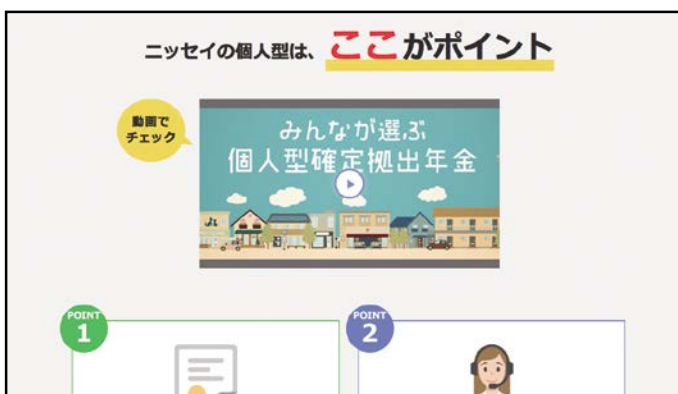 ニッセイの個人型は、ここがポイント
動画で
チェック
みんなが選ぶ
個人型確定拠出年金
POINT
1
POINT
2